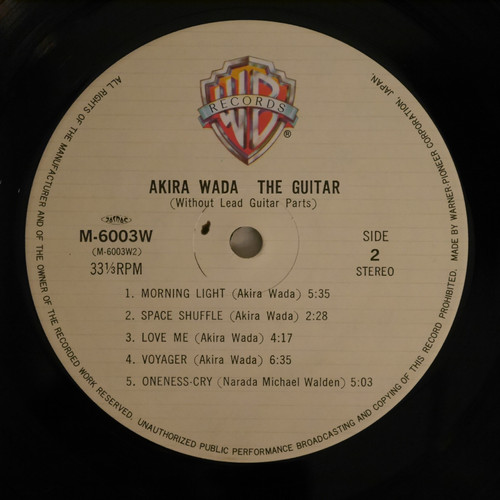 WB
RECORDS
®
AKIRA WADA THE GUITAR
(Without Lead Guitar Parts)
M-6003W
(M-6003W2)
33⅓RPM
SIDE
2
STEREO
1. MORNING LIGHT (Akira Wada) 5:35
2. SPACE SHUFFLE (Akira Wada) 2:28
3. LOVE ME (Akira Wada) 4:17
4. VOYAGER (Akira Wada) 6:35
5. ONENESS-CRY (Narada Michael Walden) 5:03
ALL RIGHTS OF THE MANUFACTURER AND OF THE OWNER OF THE RECORDED WORK RESERVED. UNAUTHORIZED PUBLIC PERFORMANCE BROADCASTING AND COPYING OF THIS RECORD PROHIBITED. MADE BY WARNER-PIONEER CORPORATION, JAPAN.